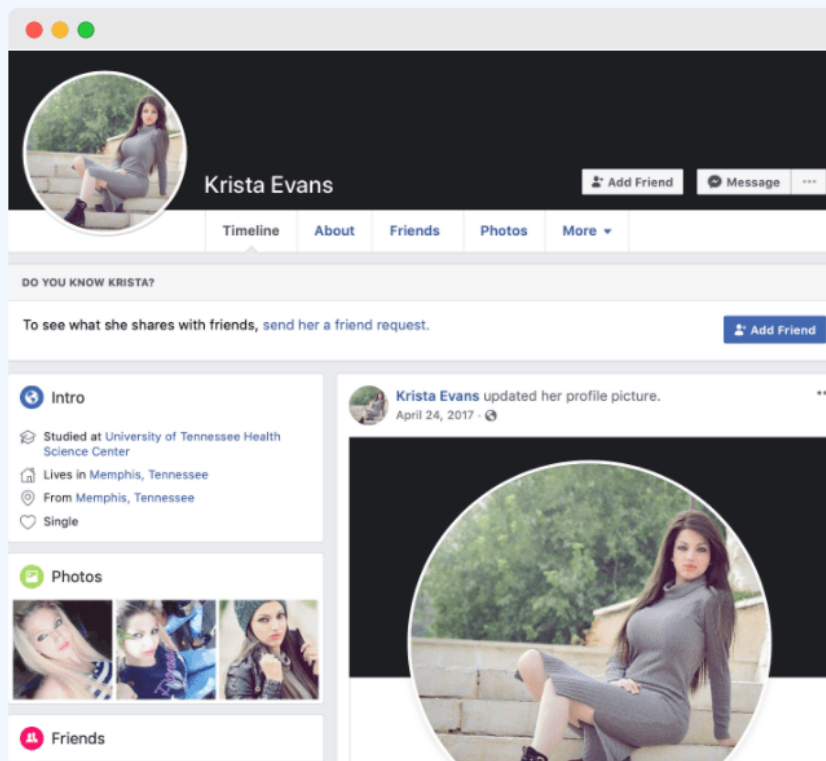 Krista Evans
Add Friend
Message
Timeline
About
Friends
Photos
More
DO YOU KNOW KRISTA?
To see what she shares with friends, send her a friend request.
Add Friend
Intro
Studied at University of Tennessee Health
Science Center
Lives in Memphis, Tennessee
From Memphis, Tennessee
Single
Photos
Friends
Krista Evans updated her profile picture.
April 24, 2017 ·